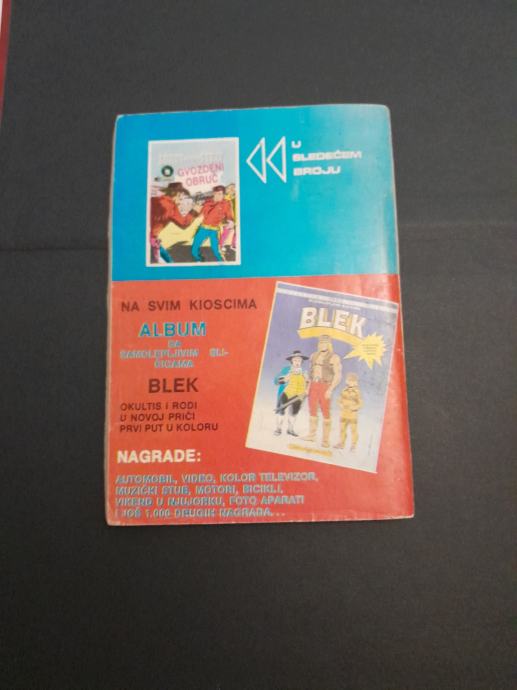 GVOZDENI
OBRUČ
U
SLEDEĆEM
BROJU
NA SVIM KIOSCIMA
ALBUM
SA
SAMOLEPLJIVIM SLI-
ČICAMA
BLEK
OKULTIS I RODI
U NOVOJ PRIČI
PRVI PUT U KOLORU
BLEK
NAGRADE:
AUTOMOBIL, VIDEO, KOLOR TELEVIZOR,
MUZIČKI STUB, MOTORI, BICIKLI,
VIKEND U NJUJORKU, FOTO APARATI
I JOŠ 1.000 DRUGIH NAGRADA...